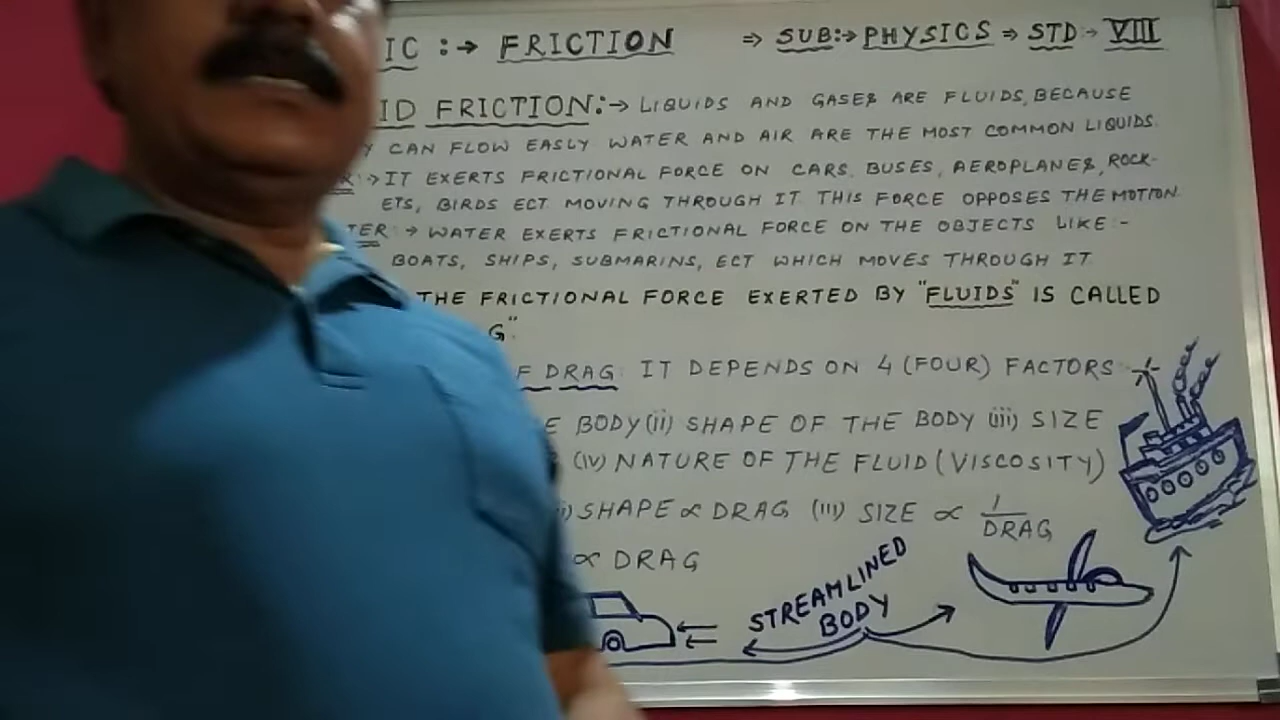 IC :→ FRICTION ⇒ SUB:→ PHYSICS ⇒ STD → VIII
ID FRICTION:→ LIQUIDS AND GASES ARE FLUIDS, BECAUSE
Y CAN FLOW EASLY WATER AND AIR ARE THE MOST COMMON LIQUIDS.
R :→ IT EXERTS FRICTIONAL FORCE ON CARS, BUSES, AEROPLANES, ROCK-
ETS, BIRDS ECT MOVING THROUGH IT THIS FORCE OPPOSES THE MOTION.
TER: → WATER EXERTS FRICTIONAL FORCE ON THE OBJECTS LIKE:-
BOATS, SHIPS, SUBMARINS, ECT WHICH MOVES THROUGH IT
THE FRICTIONAL FORCE EXERTED BY "FLUIDS" IS CALLED
G"
F DRAG: IT DEPENDS ON 4 (FOUR) FACTORS
E BODY (ii) SHAPE OF THE BODY (iii) SIZE
(iv) NATURE OF THE FLUID (VISCOSITY)
i) SHAPE ∝ DRAG (iii) SIZE ∝ 1/DRAG
∝ DRAG
STREAMLINED
BODY